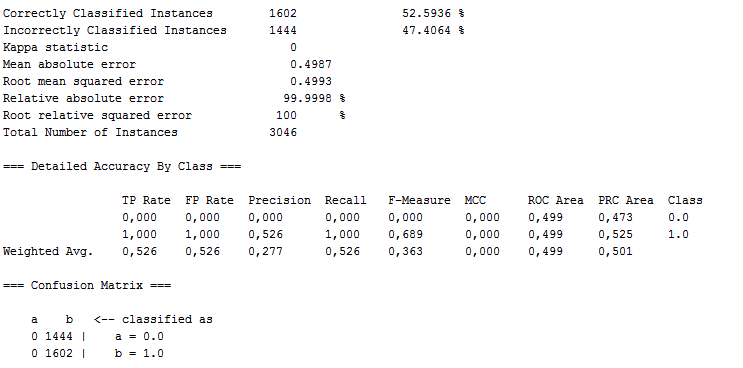 Correctly Classified Instances        1602               52.5936 %
Incorrectly Classified Instances      1444               47.4064 %
Kappa statistic                          0
Mean absolute error                      0.4987
Root mean squared error                  0.4993
Relative absolute error                 99.9998 %
Root relative squared error            100      %
Total Number of Instances             3046
=== Detailed Accuracy By Class ===
                 TP Rate  FP Rate  Precision  Recall   F-Measure  MCC      ROC Area  PRC Area  Class
                 0,000    0,000    0,000      0,000    0,000      0,000    0,499     0,473     0.0
                 1,000    1,000    0,526      1,000    0,689      0,000    0,499     0,525     1.0
Weighted Avg.    0,526    0,526    0,277      0,526    0,363      0,000    0,499     0,501
=== Confusion Matrix ===
    a    b   <-- classified as
    0 1444 |    a = 0.0
    0 1602 |    b = 1.0